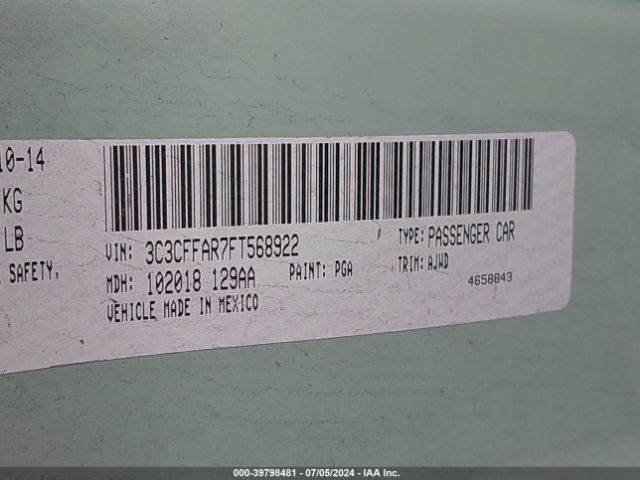 10-14
KG
LB
SAFETY,
VIN: 3C3CFFAR7FT568922
TYPE: PASSENGER CAR
MDH: 102018 129AA
PAINT: PGA
TRIM: AJWD
VEHICLE MADE IN MEXICO
4658843
000-39798481 - 07/05/2024 - IAA Inc.